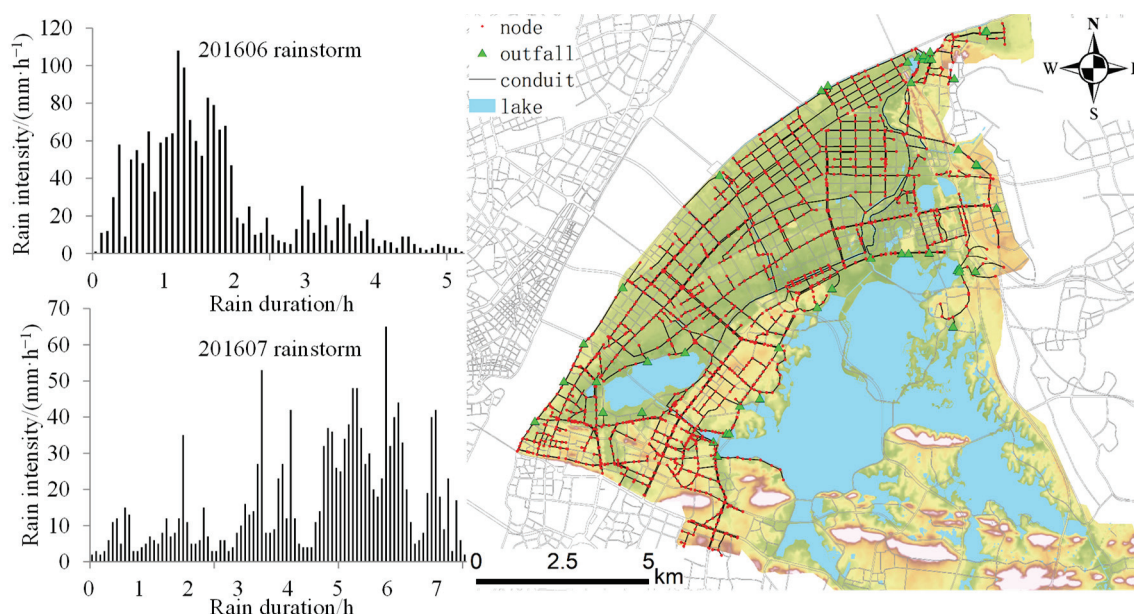 120
100
80
60
40
20
0
Rain intensity/(mm·h⁻¹)
201606 rainstorm
0 1 2 3 4 5
Rain duration/h
70
60
50
40
30
20
10
0
Rain intensity/(mm·h⁻¹)
201607 rainstorm
0 1 2 3 4 5 6 7
Rain duration/h
node
outfall
conduit
lake
N
W
S
0 2.5 5
km